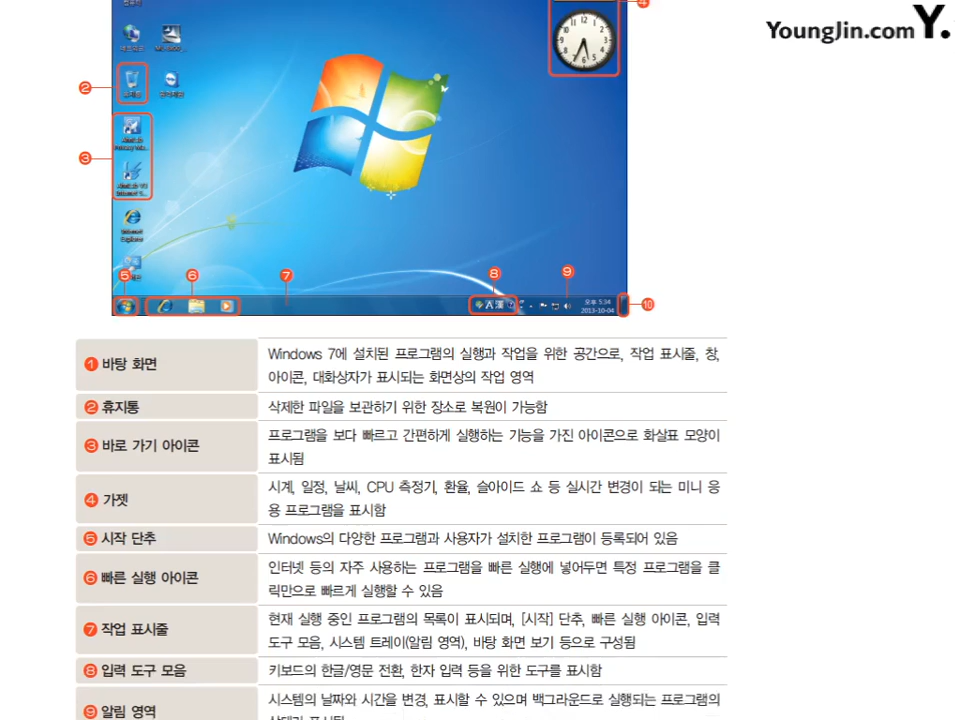 ④
YoungJin.com Y.
②
③
Internet
Explorer
⑤
⑥
⑦
⑧
⑨
A 漢
오후 5:34
2013-10-04
⑩
① 바탕 화면
Windows 7에 설치된 프로그램의 실행과 작업을 위한 공간으로, 작업 표시줄, 창,
아이콘, 대화상자가 표시되는 화면상의 작업 영역
② 휴지통
삭제한 파일을 보관하기 위한 장소로 복원이 가능함
③ 바로 가기 아이콘
프로그램을 보다 빠르고 간편하게 실행하는 기능을 가진 아이콘으로 화살표 모양이
표시됨
④ 가젯
시계, 일정, 날씨, CPU 측정기, 환율, 슬아이드 쇼 등 실시간 변경이 되는 미니 응
용 프로그램을 표시함
⑤ 시작 단추
Windows의 다양한 프로그램과 사용자가 설치한 프로그램이 등록되어 있음
⑥ 빠른 실행 아이콘
인터넷 등의 자주 사용하는 프로그램을 빠른 실행에 넣어두면 특정 프로그램을 클
릭만으로 빠르게 실행할 수 있음
⑦ 작업 표시줄
현재 실행 중인 프로그램의 목록이 표시되며, [시작] 단추, 빠른 실행 아이콘, 입력
도구 모음, 시스템 트레이(알림 영역), 바탕 화면 보기 등으로 구성됨
⑧ 입력 도구 모음
키보드의 한글/영문 전환, 한자 입력 등을 위한 도구를 표시함
⑨ 알림 영역
시스템의 날짜와 시간을 변경, 표시할 수 있으며 백그라운드로 실행되는 프로그램의